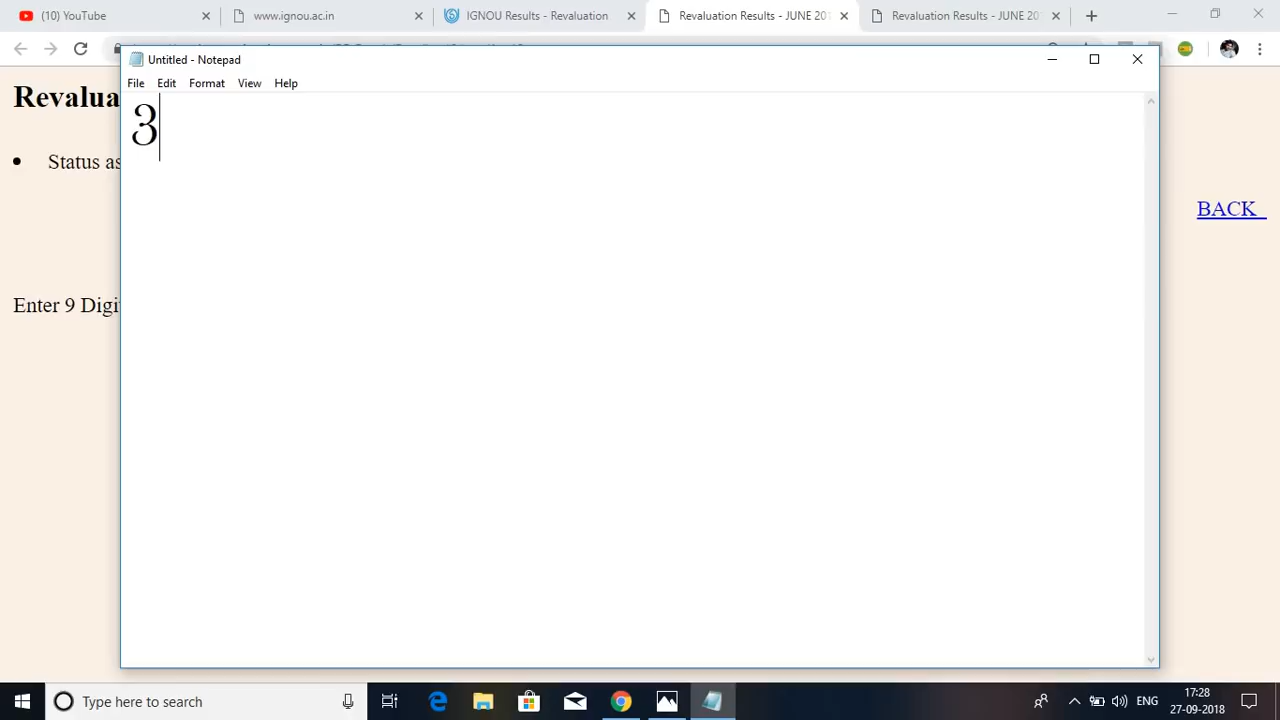 (10) YouTube
www.ignou.ac.in
IGNOU Results - Revaluation
Revaluation Results - JUNE 201
Revaluation Results - JUNE 201
Untitled - Notepad
File Edit Format View Help
3
Revalua
• Status as
BACK
Enter 9 Digi
Type here to search
ENG
17:28
27-09-2018